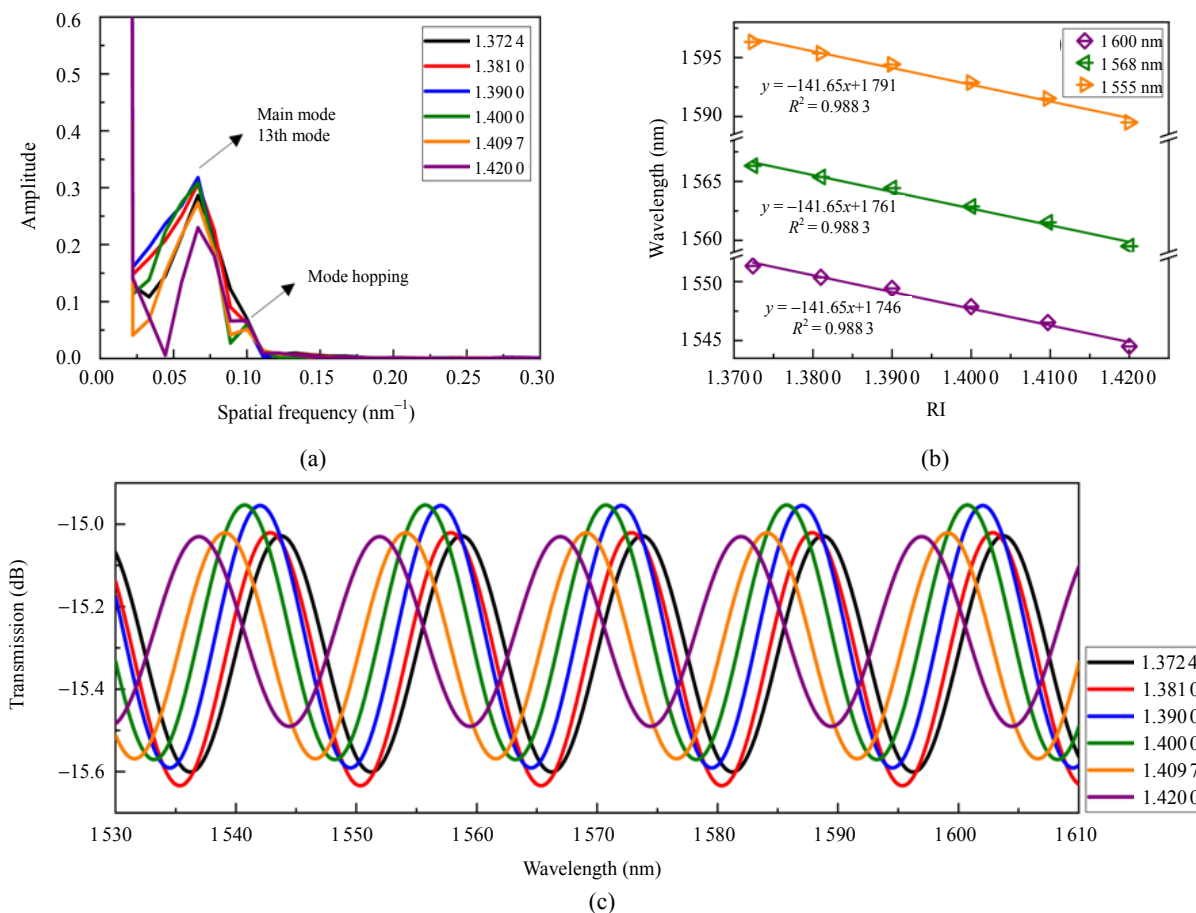 0.6
0.5
0.4
0.3
0.2
0.1
0.0
Amplitude
0.00 0.05 0.10 0.15 0.20 0.25 0.30
Spatial frequency (nm−1)
Main mode
13th mode
Mode hopping
1.372 4
1.381 0
1.390 0
1.400 0
1.409 7
1.420 0
(a)
1 595
1 590
1 565
1 560
1 550
1 545
Wavelength (nm)
1.370 0 1.380 0 1.390 0 1.400 0 1.410 0 1.420 0
RI
1 600 nm
1 568 nm
1 555 nm
y = −141.65x+1 791
R2 = 0.988 3
y = −141.65x+1 761
R2 = 0.988 3
y = −141.65x+1 746
R2 = 0.988 3
(b)
−15.0
−15.2
−15.4
−15.6
Transmission (dB)
1 530 1 540 1 550 1 560 1 570 1 580 1 590 1 600 1 610
Wavelength (nm)
1.372 4
1.381 0
1.390 0
1.400 0
1.409 7
1.420 0
(c)